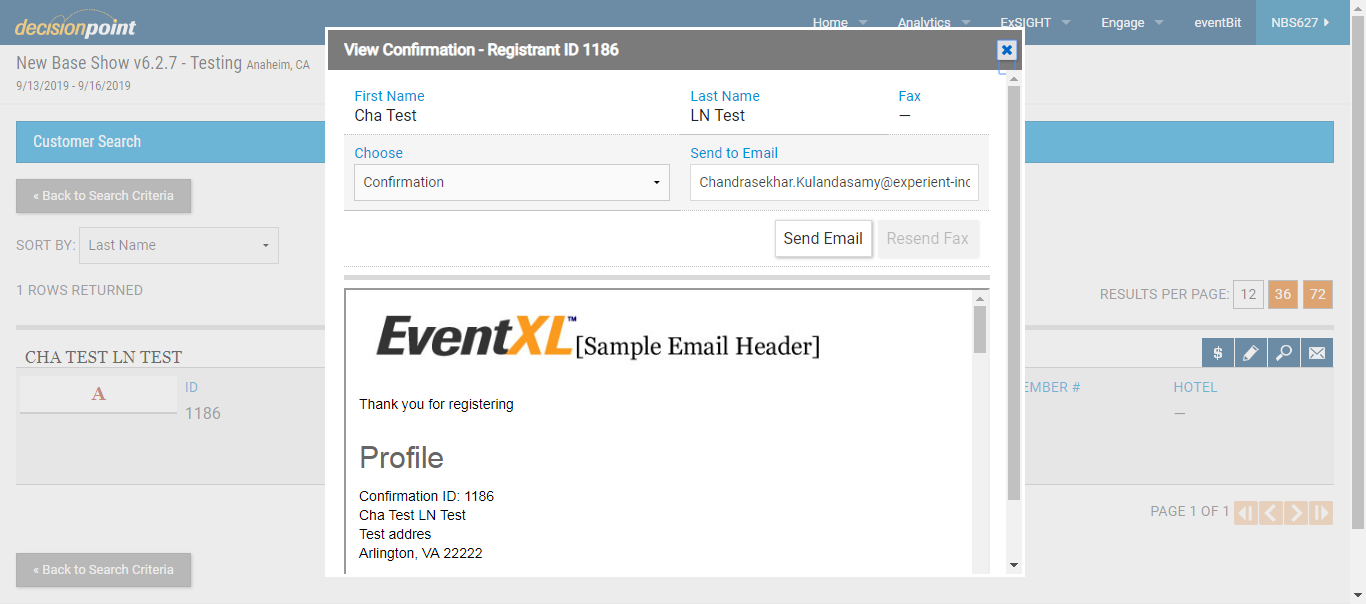 decisionpoint
Home Analytics ExSIGHT Engage eventBit NBS627
New Base Show v6.2.7 - Testing Anaheim, CA
9/13/2019 - 9/16/2019
Customer Search
« Back to Search Criteria
SORT BY: Last Name
1 ROWS RETURNED
RESULTS PER PAGE: 12 36 72
CHA TEST LN TEST
$
A
ID
1186
EMBER #
HOTEL
—
PAGE 1 OF 1
« Back to Search Criteria
View Confirmation - Registrant ID 1186
First Name Last Name Fax
Cha Test LN Test —
Choose Send to Email
Confirmation Chandrasekhar.Kulandasamy@experient-inc
Send Email Resend Fax
EventXL™ [Sample Email Header]
Thank you for registering
Profile
Confirmation ID: 1186
Cha Test LN Test
Test addres
Arlington, VA 22222